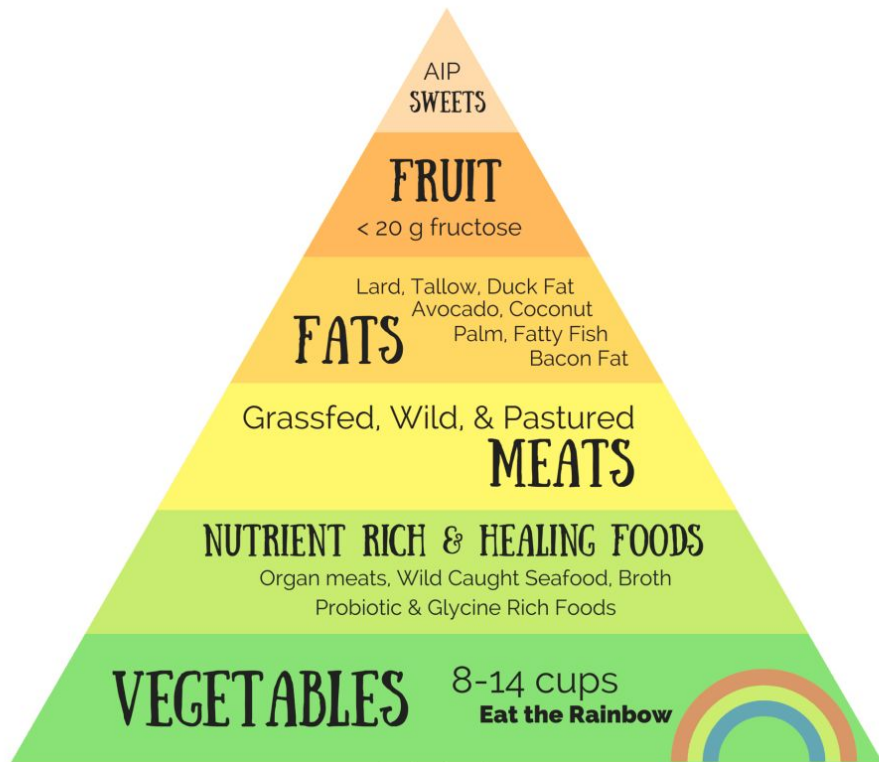 AIP
SWEETS
FRUIT
< 20 g fructose
Lard, Tallow, Duck Fat
Avocado, Coconut
FATS
Palm, Fatty Fish
Bacon Fat
Grassfed, Wild, & Pastured
MEATS
NUTRIENT RICH & HEALING FOODS
Organ meats, Wild Caught Seafood, Broth
Probiotic & Glycine Rich Foods
VEGETABLES
8-14 cups
Eat the Rainbow